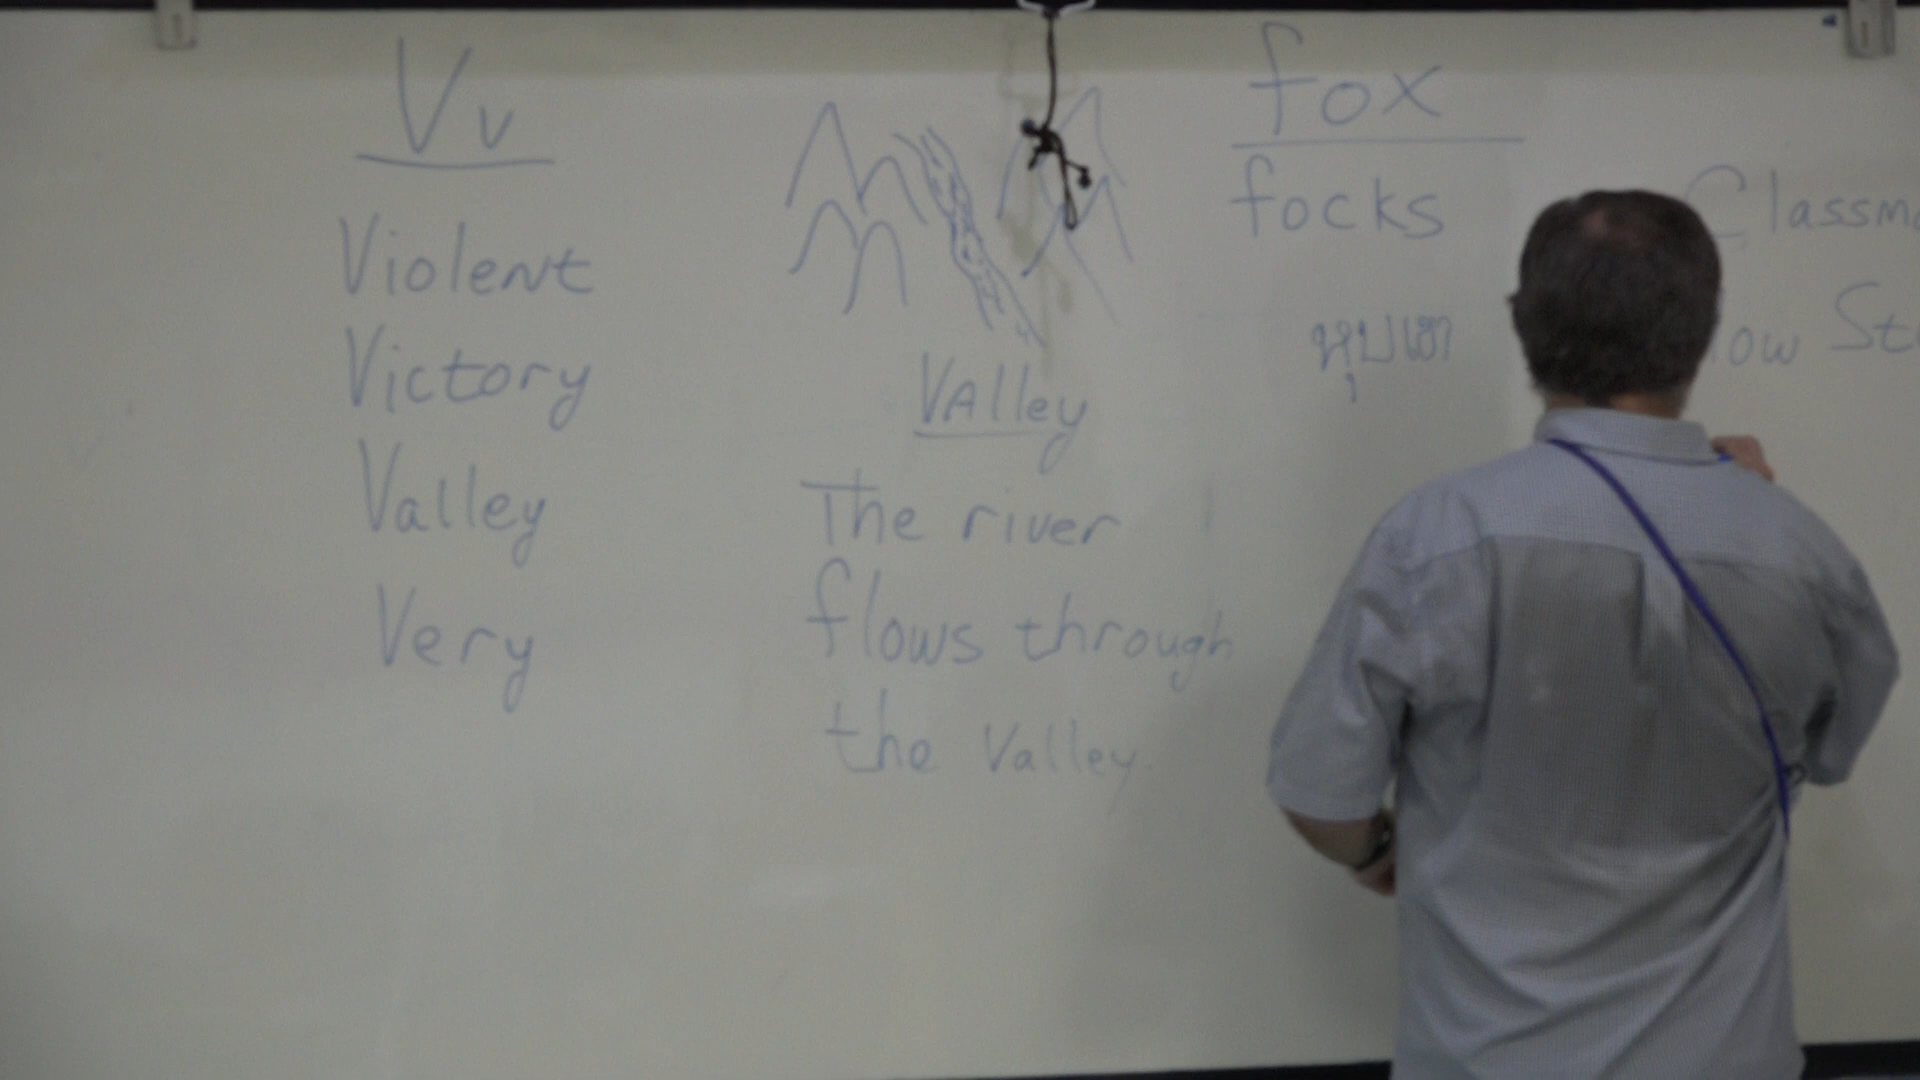 Vv
Violent
Victory
Valley
Very
VAlley
The river
flows through
the Valley.
fox
focks
หุบเขา